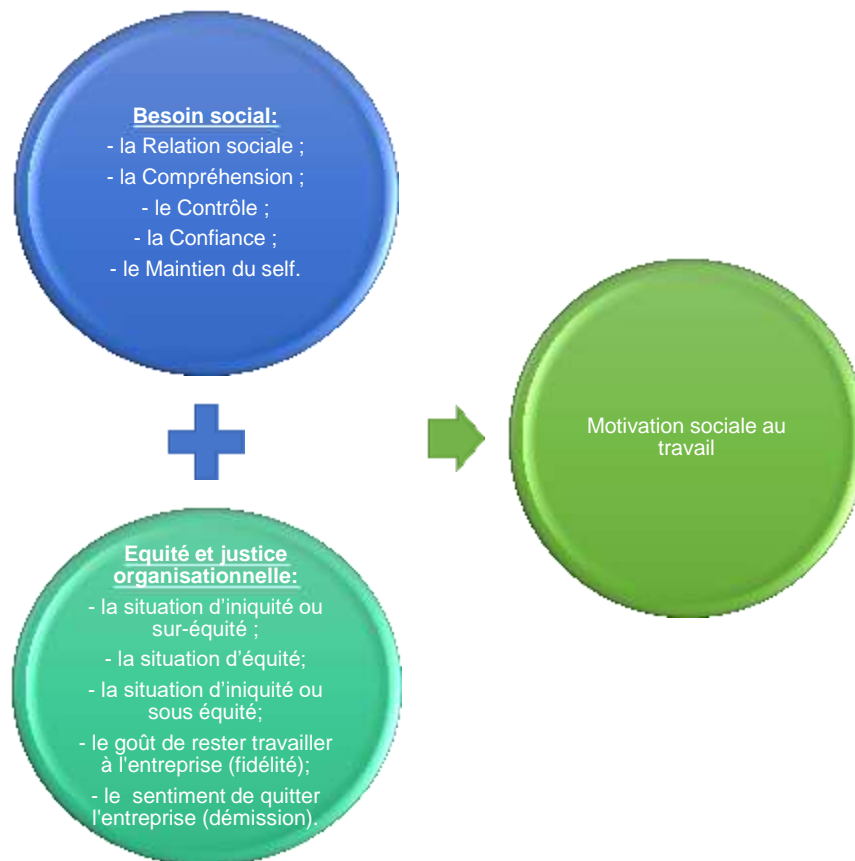 Besoin social:
- la Relation sociale ;
- la Compréhension ;
- le Contrôle ;
- la Confiance ;
- le Maintien du self.
Equité et justice
organisationnelle:
- la situation d'iniquité ou
sur-équité ;
- la situation d'équité;
- la situation d'iniquité ou
sous équité;
- le goût de rester travailler
à l'entreprise (fidélité);
- le sentiment de quitter
l'entreprise (démission).
Motivation sociale au
travail